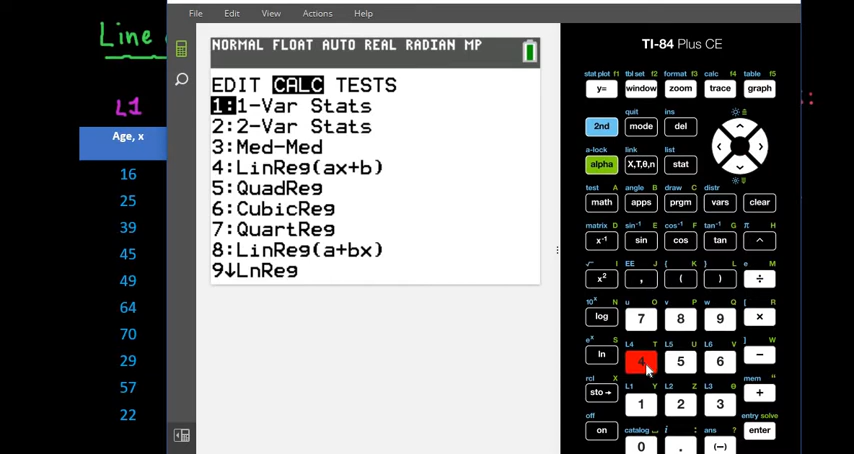 Line
L1
Age, x
16
25
39
45
49
64
70
29
57
22
File Edit View Actions Help
NORMAL FLOAT AUTO REAL RADIAN MP
EDIT CALC TESTS
1:1-Var Stats
2:2-Var Stats
3:Med-Med
4:LinReg(ax+b)
5:QuadReg
6:CubicReg
7:QuartReg
8:LinReg(a+bx)
9↓LnReg
TI-84 Plus CE
stat plot f1 tbl set f2 format f3 calc f4 table f5
y= window zoom trace graph
quit ins
2nd mode del
a-lock link list
alpha X,T,θ,n stat
test A angle B draw C distr
math apps prgm vars clear
matrix D sin⁻¹ E cos⁻¹ F tan⁻¹ G π H
x⁻¹ sin cos tan ^
√ I EE J { K } L e M
x² , ( ) ÷
10ˣ N u O v P w Q [ R
log 7 8 9 ×
eˣ S L4 T L5 U L6 V ] W
ln 4 5 6 −
rcl X L1 Y L2 Z L3 θ mem "
sto→ 1 2 3 +
off catalog ␣ i : ans ? entry solve
on 0 . (−) enter